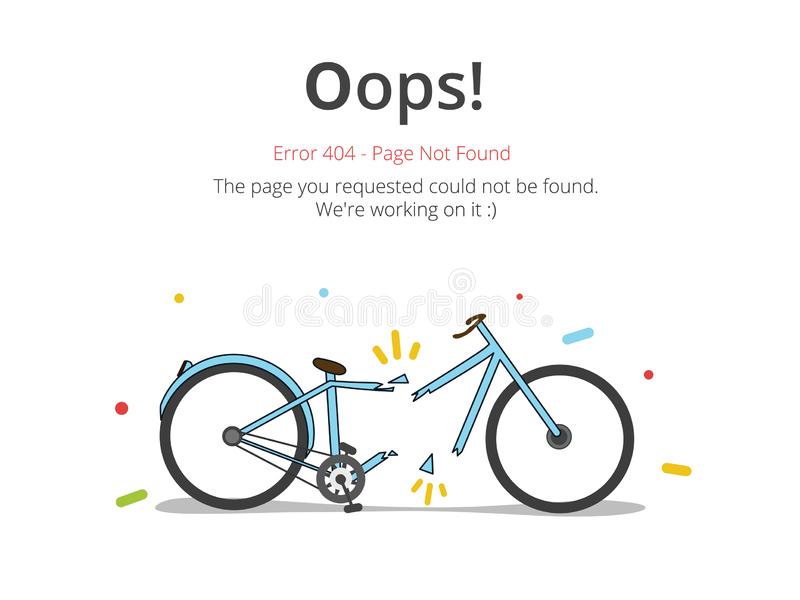 Oops!
Error 404 - Page Not Found
The page you requested could not be found.
We're working on it :)
dreamstime.